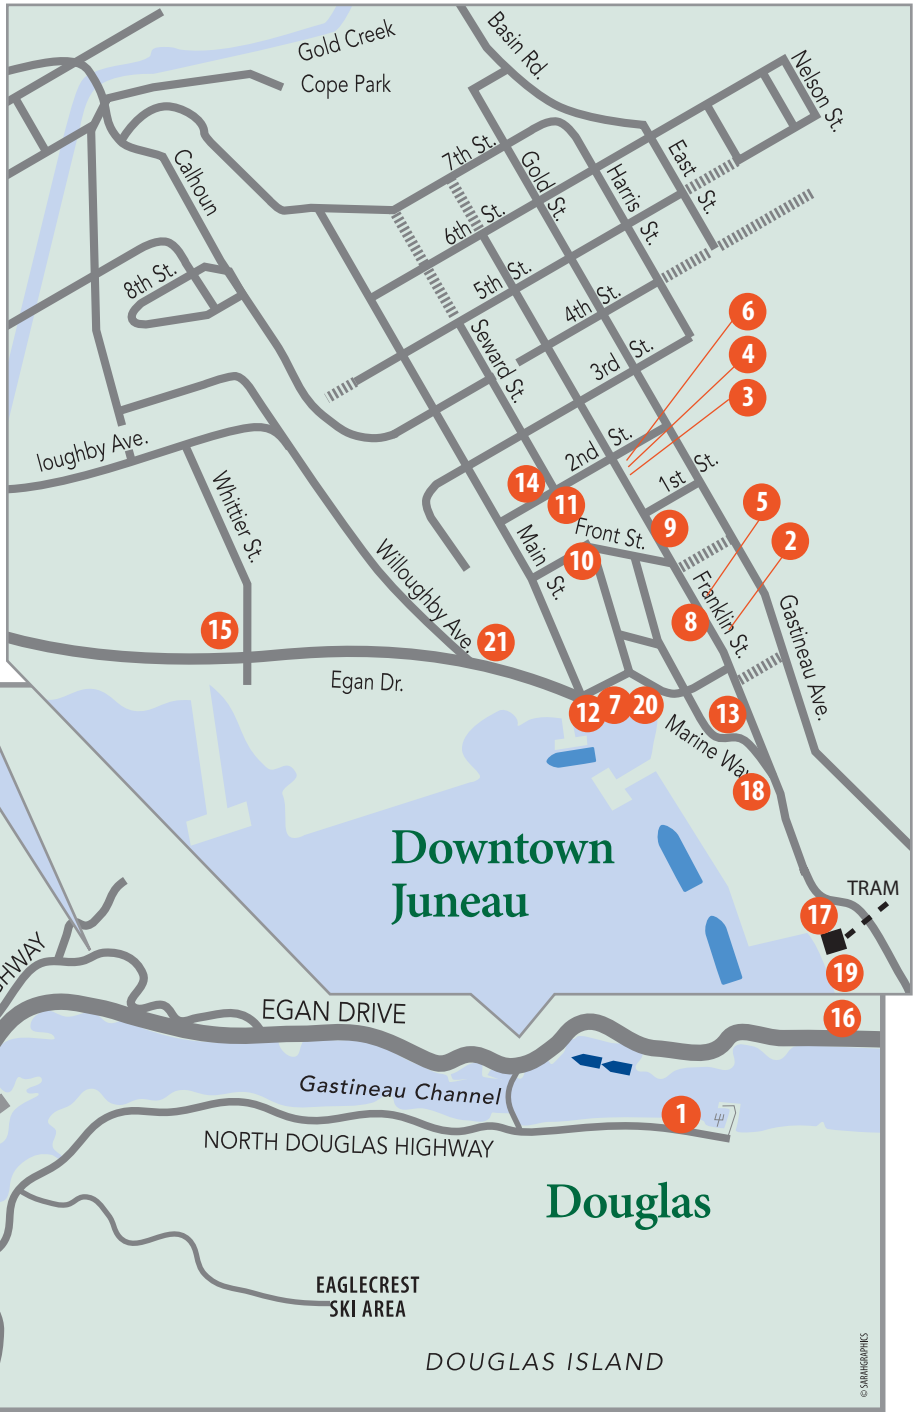 Gold Creek
Cope Park
Basin Rd.
Nelson St.
Calhoun
7th St.
Gold St.
Harris St.
East St.
6th St.
8th St.
5th St.
4th St.
6
Seward St.
3rd St.
4
3
loughby Ave.
2nd St.
1st St.
14
11
5
Whittier St.
Main St.
Front St.
9
2
10
Willoughby Ave.
Franklin St.
Gastineau Ave.
15
8
21
Egan Dr.
12
7
20
13
Marine Way
18
Downtown
Juneau
TRAM
17
19
GHWAY
EGAN DRIVE
16
Gastineau Channel
1
NORTH DOUGLAS HIGHWAY
Douglas
EAGLECREST
SKI AREA
DOUGLAS ISLAND
© SARAHGRAPHICS